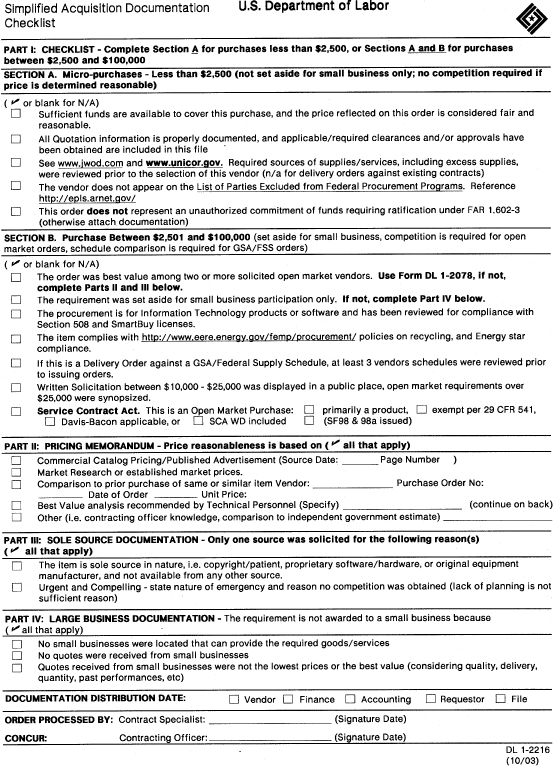 Simplified Acquisition Documentation
Checklist
U.S. Department of Labor
PART I: CHECKLIST - Complete Section A for purchases less than $2,500, or Sections A and B for purchases
between $2,500 and $100,000
SECTION A. Micro-purchases - Less than $2,500 (not set aside for small business only; no competition required if
price is determined reasonable)
( ✓ or blank for N/A)
Sufficient funds are available to cover this purchase, and the price reflected on this order is considered fair and
reasonable.
All Quotation information is properly documented, and applicable/required clearances and/or approvals have
been obtained are included in this file
See www.jwod.com and www.unicor.gov. Required sources of supplies/services, including excess supplies,
were reviewed prior to the selection of this vendor (n/a for delivery orders against existing contracts)
The vendor does not appear on the List of Parties Excluded from Federal Procurement Programs. Reference
http://epls.arnet.gov/
This order does not represent an unauthorized commitment of funds requiring ratification under FAR 1.602-3
(otherwise attach documentation)
SECTION B. Purchase Between $2,501 and $100,000 (set aside for small business, competition is required for open
market orders, schedule comparison is required for GSA/FSS orders)
( ✓ or blank for N/A)
The order was best value among two or more solicited open market vendors. Use Form DL 1-2078, if not,
complete Parts II and III below.
The requirement was set aside for small business participation only. If not, complete Part IV below.
The procurement is for Information Technology products or software and has been reviewed for compliance with
Section 508 and SmartBuy licenses.
The item complies with http://www.eere.energy.gov/femp/procurement/ policies on recycling, and Energy star
compliance.
If this is a Delivery Order against a GSA/Federal Supply Schedule, at least 3 vendors schedules were reviewed prior
to issuing orders.
Written Solicitation between $10,000 - $25,000 was displayed in a public place, open market requirements over
$25,000 were synopsized.
Service Contract Act. This is an Open Market Purchase: primarily a product, exempt per 29 CFR 541,
Davis-Bacon applicable, or SCA WD included (SF98 & 98a issued)
PART II: PRICING MEMORANDUM - Price reasonableness is based on ( ✓ all that apply)
Commercial Catalog Pricing/Published Advertisement (Source Date: ______ Page Number )
Market Research or established market prices.
Comparison to prior purchase of same or similar item Vendor: ____________ Purchase Order No:
______ Date of Order ______ Unit Price:
Best Value analysis recommended by Technical Personnel (Specify) ____________ (continue on back)
Other (i.e. contracting officer knowledge, comparison to independent government estimate) ____________
PART III: SOLE SOURCE DOCUMENTATION - Only one source was solicited for the following reason(s)
( ✓ all that apply)
The item is sole source in nature, i.e. copyright/patient, proprietary software/hardware, or original equipment
manufacturer, and not available from any other source.
Urgent and Compelling - state nature of emergency and reason no competition was obtained (lack of planning is not
sufficient reason)
PART IV: LARGE BUSINESS DOCUMENTATION - The requirement is not awarded to a small business because
( ✓ all that apply)
No small businesses were located that can provide the required goods/services
No quotes were received from small businesses
Quotes received from small businesses were not the lowest prices or the best value (considering quality, delivery,
quantity, past performances, etc)
DOCUMENTATION DISTRIBUTION DATE: Vendor Finance Accounting Requestor File
ORDER PROCESSED BY: Contract Specialist: ____________ (Signature Date)
CONCUR: Contracting Officer: ____________ (Signature Date)
DL 1-2216
(10/03)